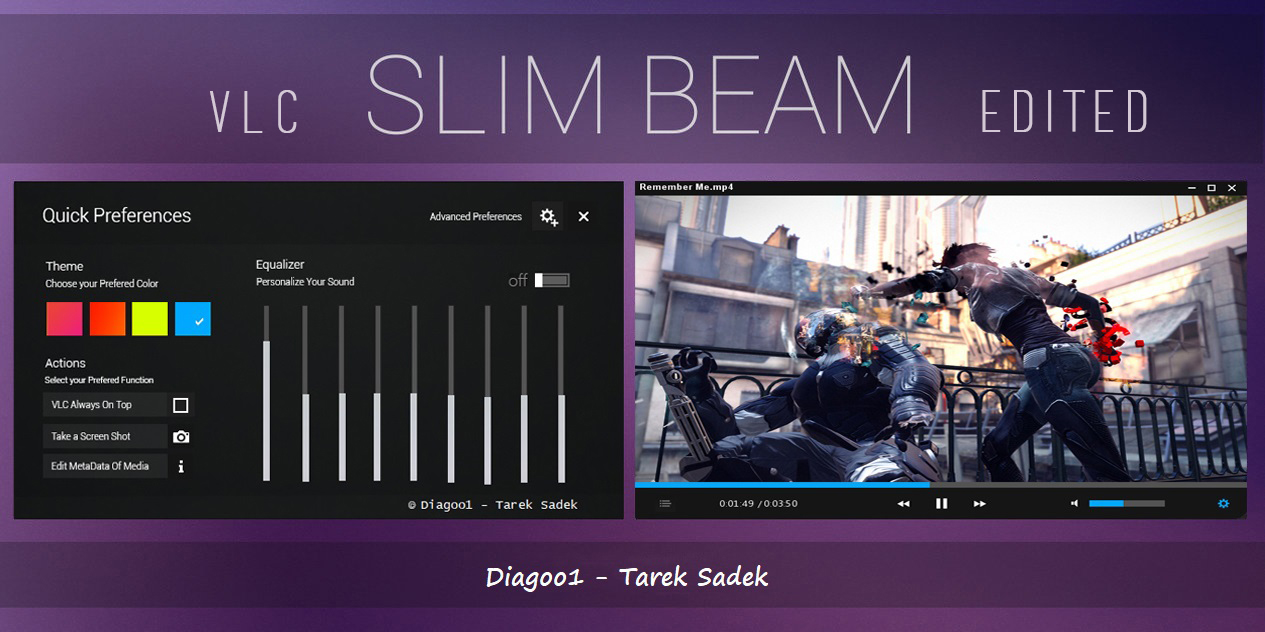 VLC SLIM BEAM EDITED
Quick Preferences
Advanced Preferences
Theme
Choose your Prefered Color
Equalizer
Personalize Your Sound
off
Actions
Select your Prefered Function
VLC Always On Top
Take a Screen Shot
Edit MetaData Of Media
i
© Diagoo1 - Tarek Sadek
Remember Me.mp4
0:01:49 / 0:03:50
Diagoo1 - Tarek Sadek